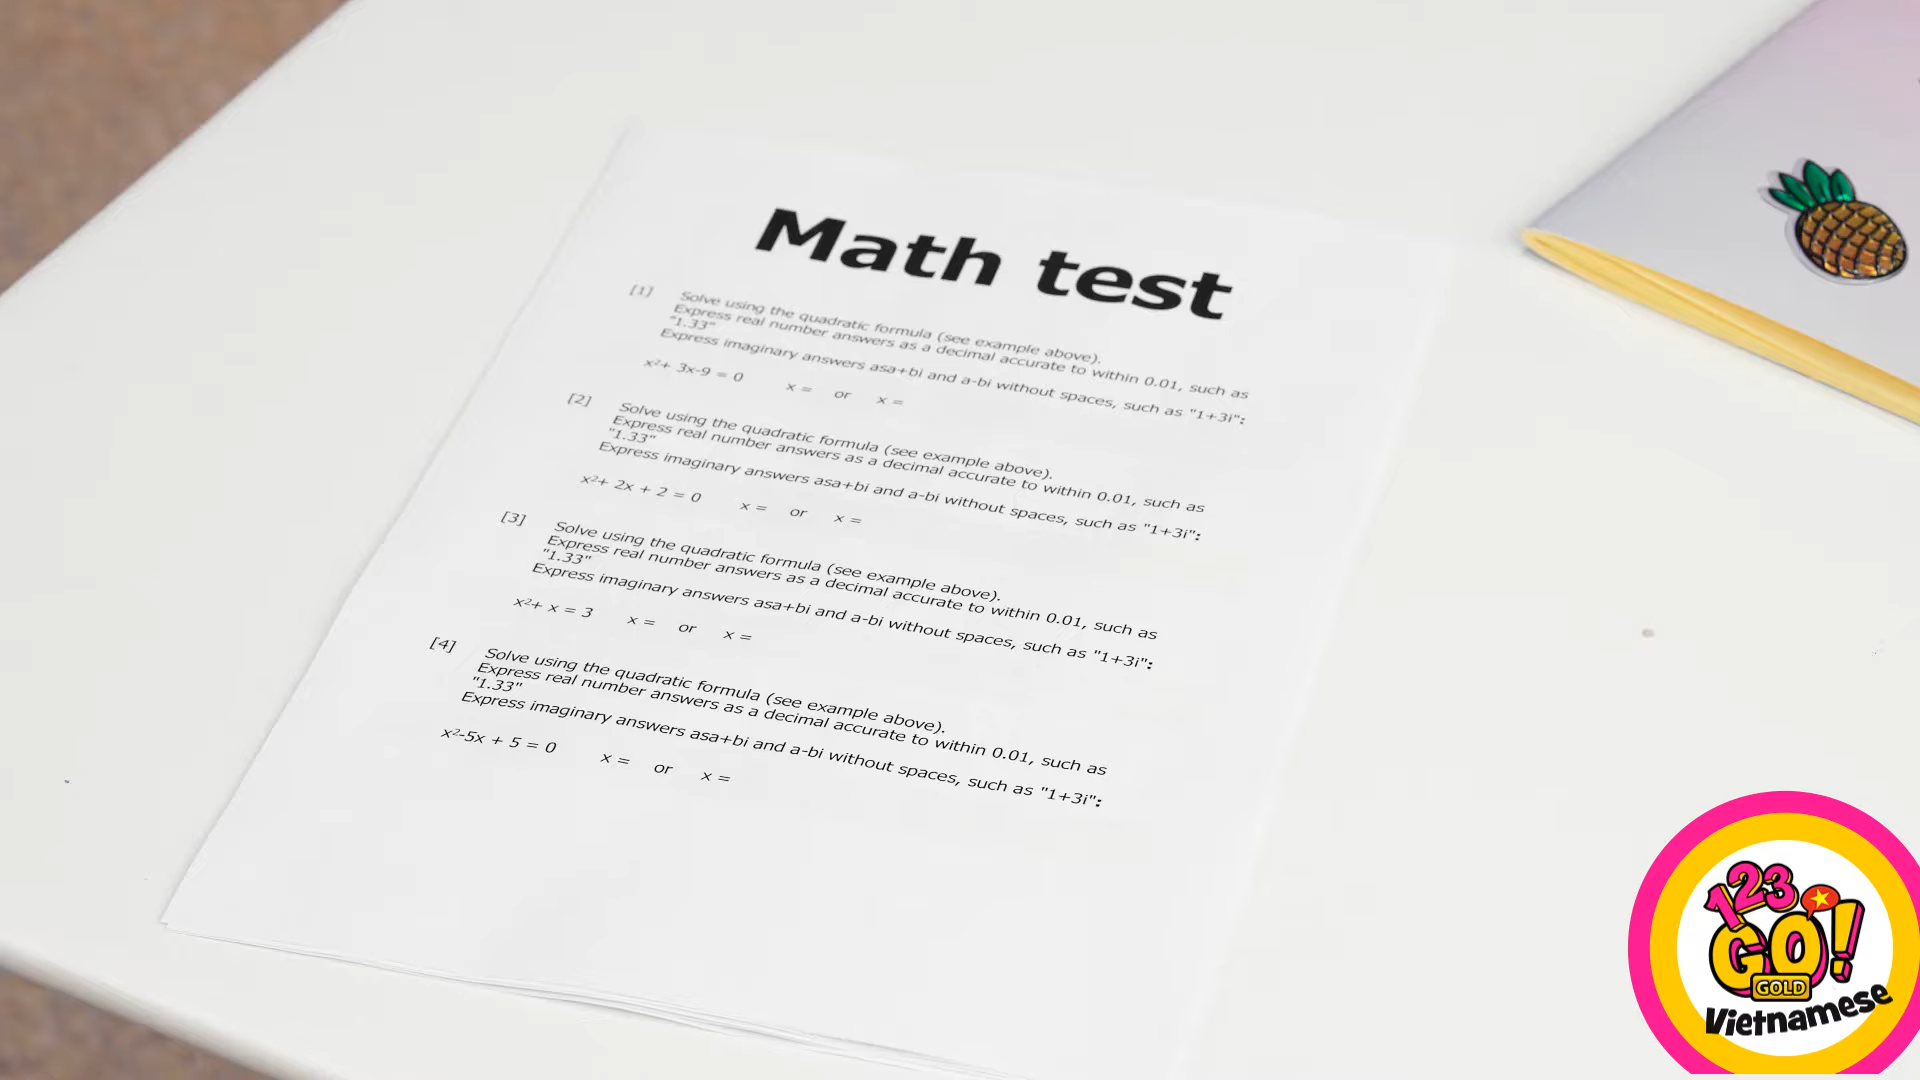 Math test
[1] Solve using the quadratic formula (see example above).
Express real number answers as a decimal accurate to within 0.01, such as
"1.33"
Express imaginary answers asa+bi and a-bi without spaces, such as "1+3i":
x²+ 3x-9 = 0 x = or x =
[2] Solve using the quadratic formula (see example above).
Express real number answers as a decimal accurate to within 0.01, such as
"1.33"
Express imaginary answers asa+bi and a-bi without spaces, such as "1+3i":
x²+ 2x + 2 = 0 x = or x =
[3] Solve using the quadratic formula (see example above).
Express real number answers as a decimal accurate to within 0.01, such as
"1.33"
Express imaginary answers asa+bi and a-bi without spaces, such as "1+3i":
x²+ x = 3 x = or x =
[4] Solve using the quadratic formula (see example above).
Express real number answers as a decimal accurate to within 0.01, such as
"1.33"
Express imaginary answers asa+bi and a-bi without spaces, such as "1+3i":
x²-5x + 5 = 0 x = or x =
123
GO!
GOLD
Vietnamese